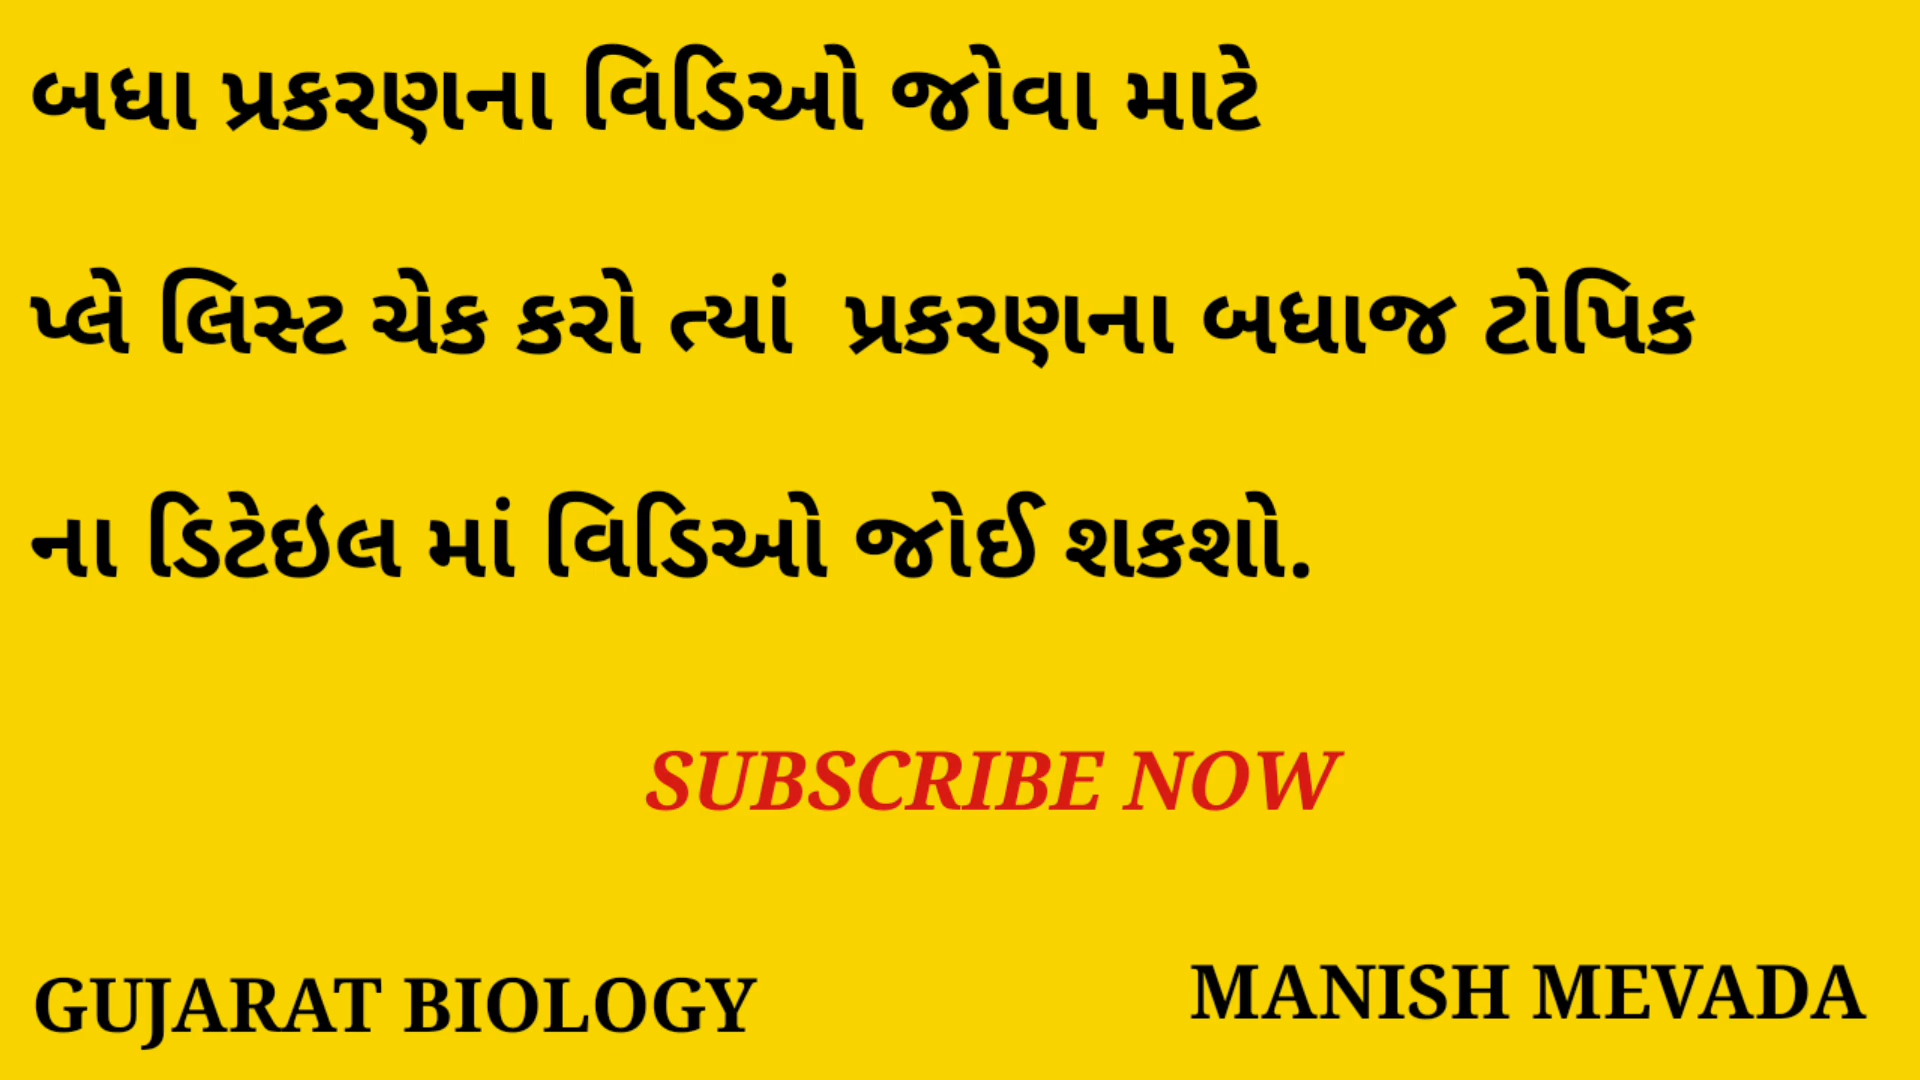 બધા પ્રકરણના વિડિઓ જોવા માટે
પ્લે લિસ્ટ ચેક કરો ત્યાં પ્રકરણના બધાજ ટોપિક
ના ડિટેઇલ માં વિડિઓ જોઈ શકશો.
SUBSCRIBE NOW
GUJARAT BIOLOGY
MANISH MEVADA